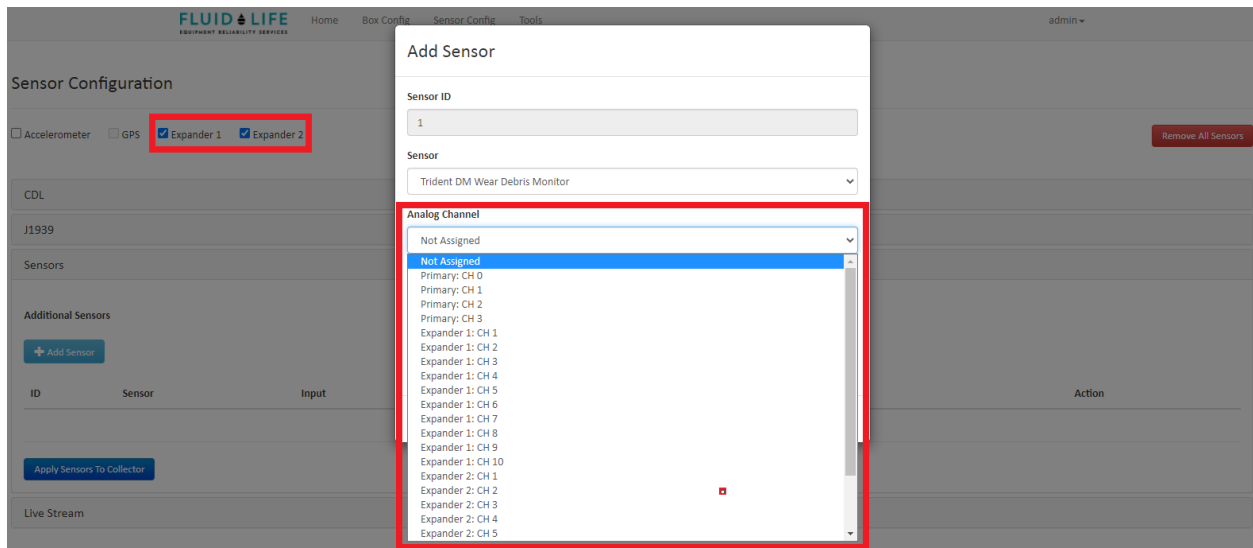 FLUID LIFE
EQUIPMENT RELIABILITY SERVICES
Home Box Config Sensor Config Tools admin
Sensor Configuration
Accelerometer GPS Expander 1 Expander 2
Remove All Sensors
CDL
J1939
Sensors
Additional Sensors
Add Sensor
ID Sensor Input Action
Apply Sensors To Collector
Live Stream
Add Sensor
Sensor ID
1
Sensor
Trident DM Wear Debris Monitor
Analog Channel
Not Assigned
Not Assigned
Primary: CH 0
Primary: CH 1
Primary: CH 2
Primary: CH 3
Expander 1: CH 1
Expander 1: CH 2
Expander 1: CH 3
Expander 1: CH 4
Expander 1: CH 5
Expander 1: CH 6
Expander 1: CH 7
Expander 1: CH 8
Expander 1: CH 9
Expander 1: CH 10
Expander 2: CH 1
Expander 2: CH 2
Expander 2: CH 3
Expander 2: CH 4
Expander 2: CH 5